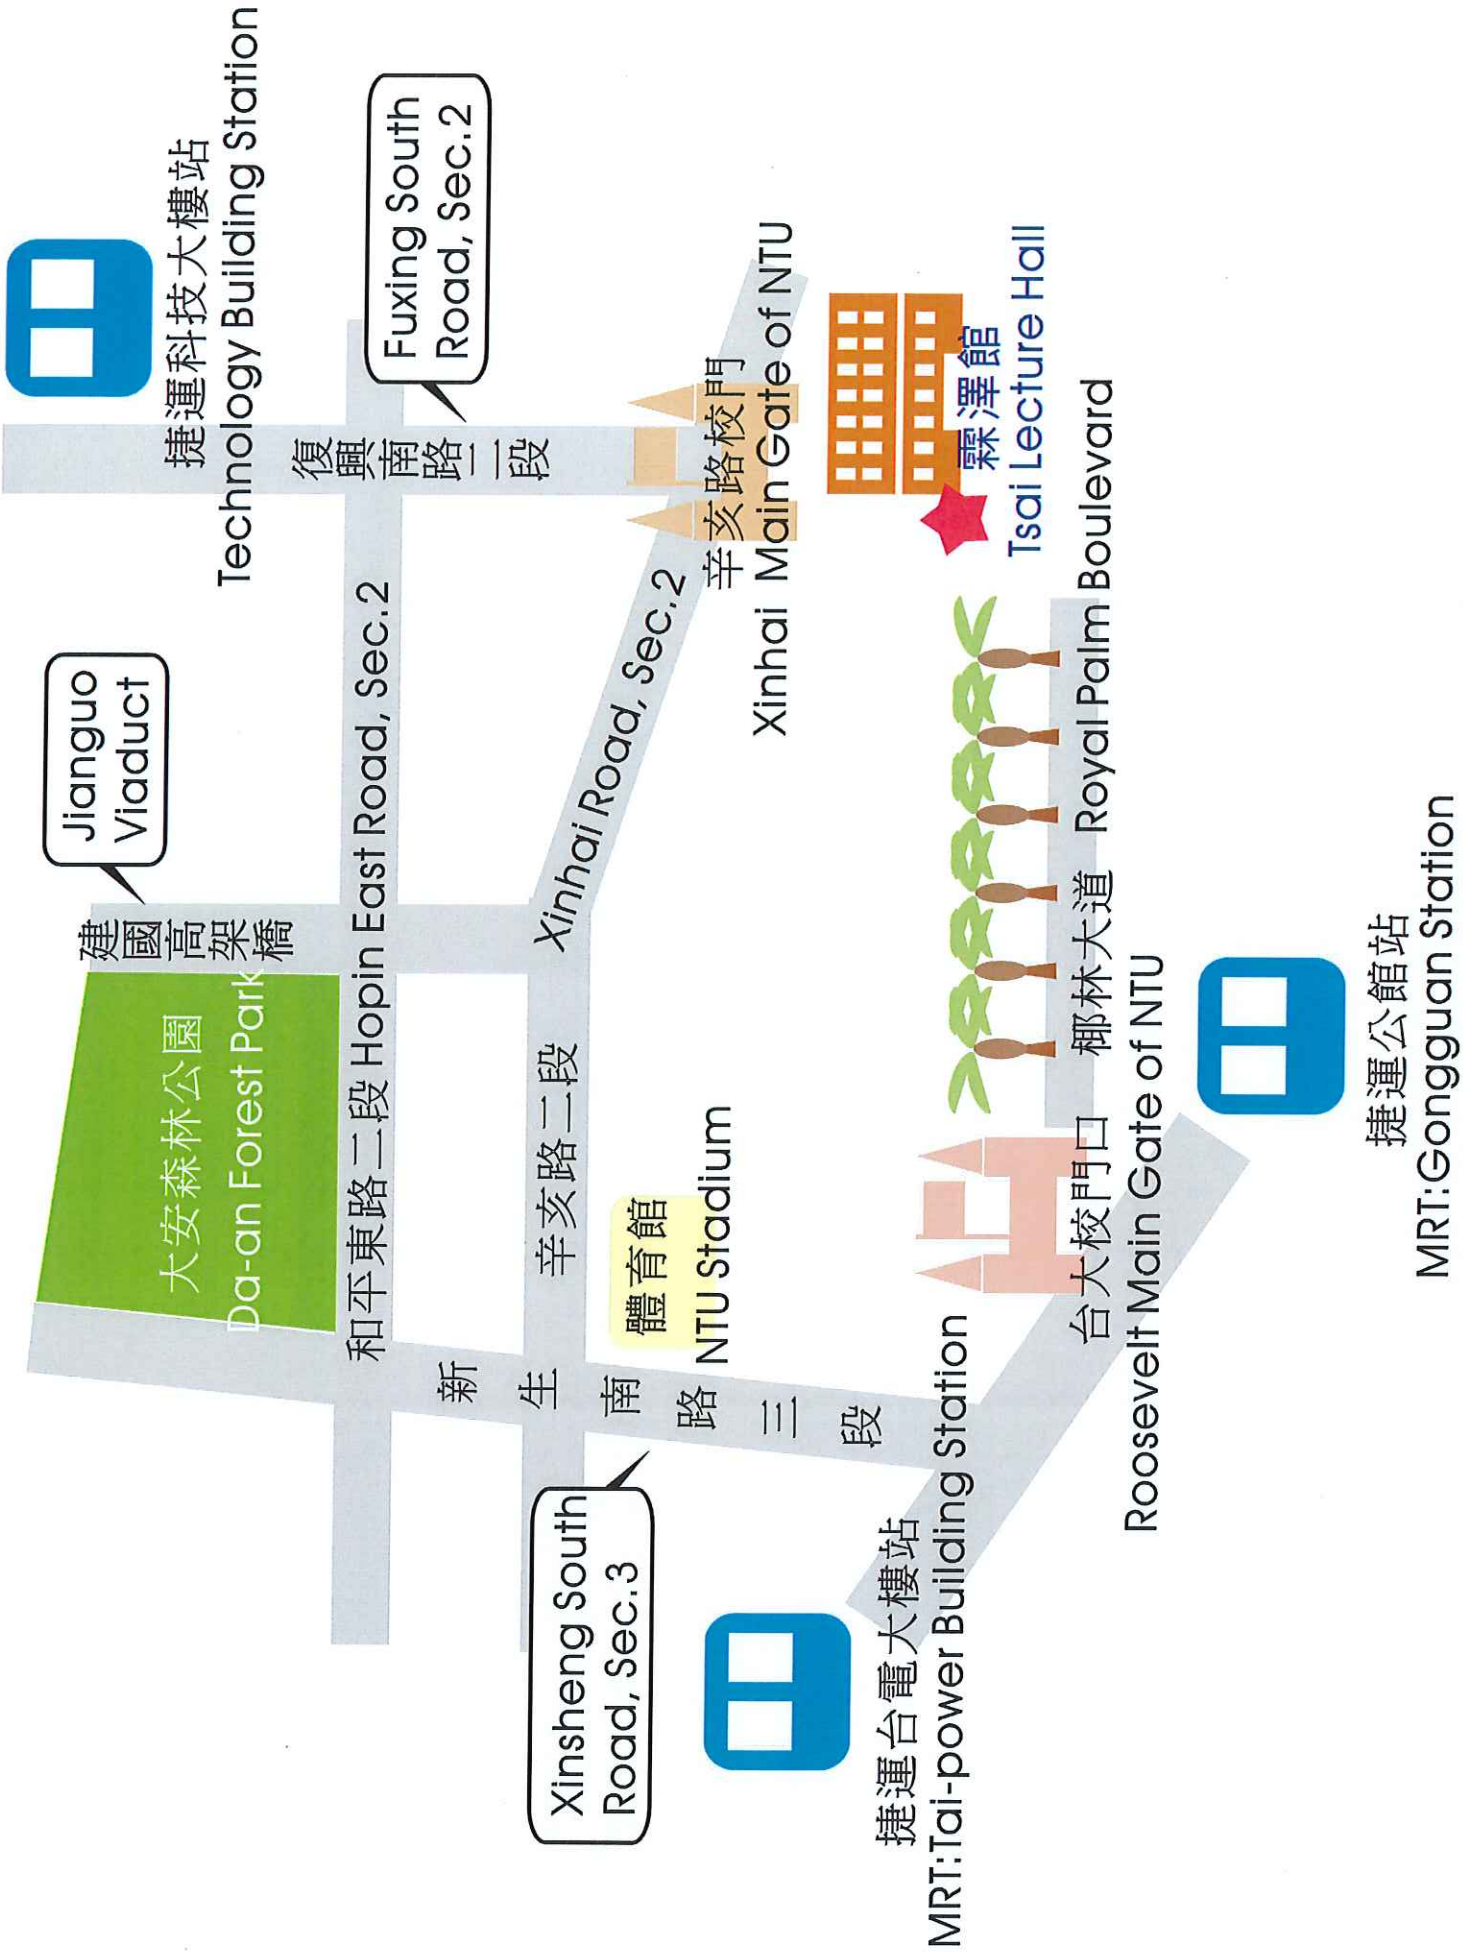 捷運科技大樓站
Technology Building Station
Jianguo
Viaduct
建國高架橋
大安森林公園
Da-an Forest Park
復興南路二段
Fuxing South
Road, Sec.2
和平東路二段 Hopin East Road, Sec.2
辛亥路二段
Xinhai Road, Sec.2
新生南路三段
Xinsheng South
Road, Sec.3
體育館
NTU Stadium
辛亥路校門
Xinhai Main Gate of NTU
霖澤館
Tsai Lecture Hall
捷運台電大樓站
MRT:Tai-power Building Station
台大校門口
Roosevelt Main Gate of NTU
椰林大道 Royal Palm Boulevard
捷運公館站
MRT:Gongguan Station